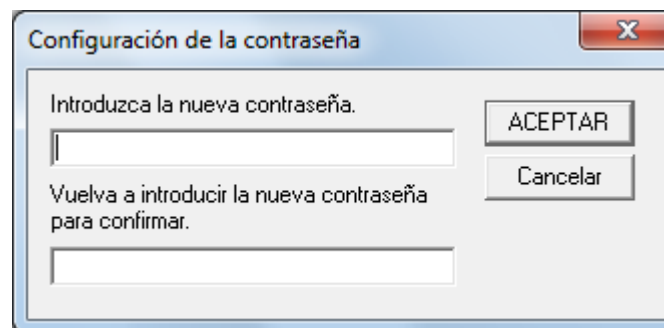 Configuración de la contraseña
Introduzca la nueva contraseña.
ACEPTAR
Cancelar
Vuelva a introducir la nueva contraseña
para confirmar.